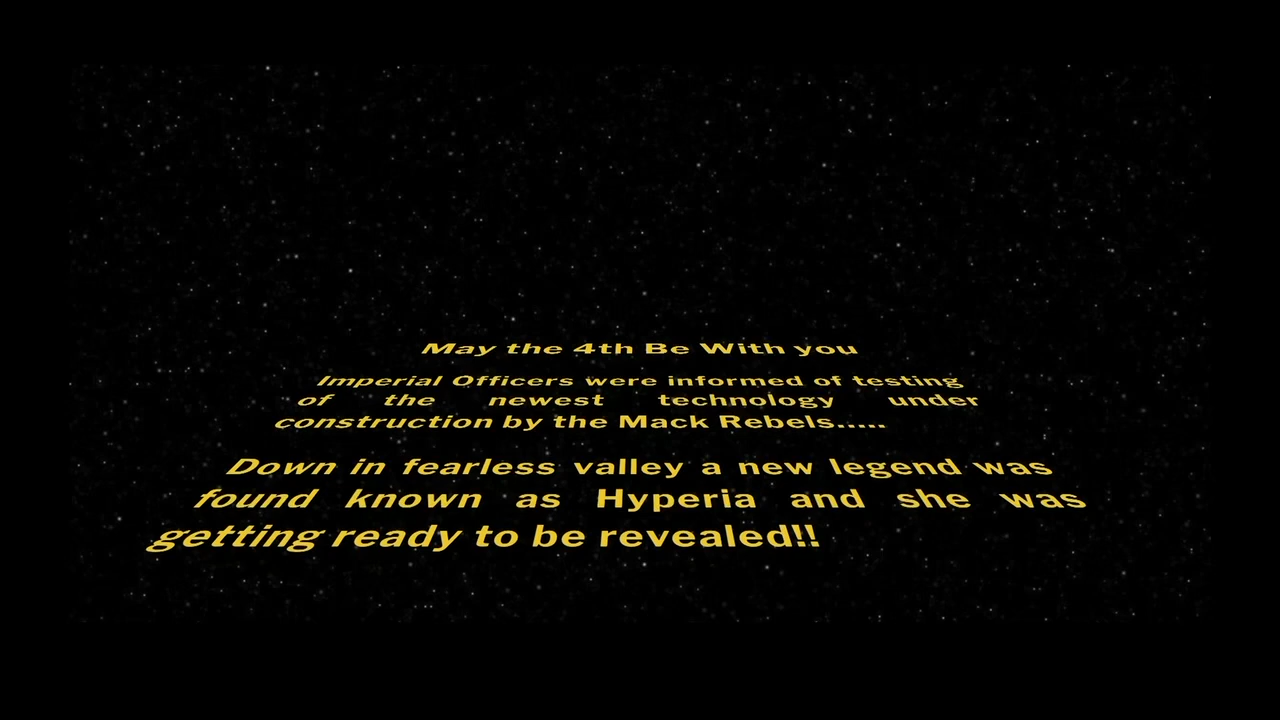 May the 4th Be With you
Imperial Officers were informed of testing
of the newest technology under
construction by the Mack Rebels.....
Down in fearless valley a new legend was
found known as Hyperia and she was
getting ready to be revealed!!